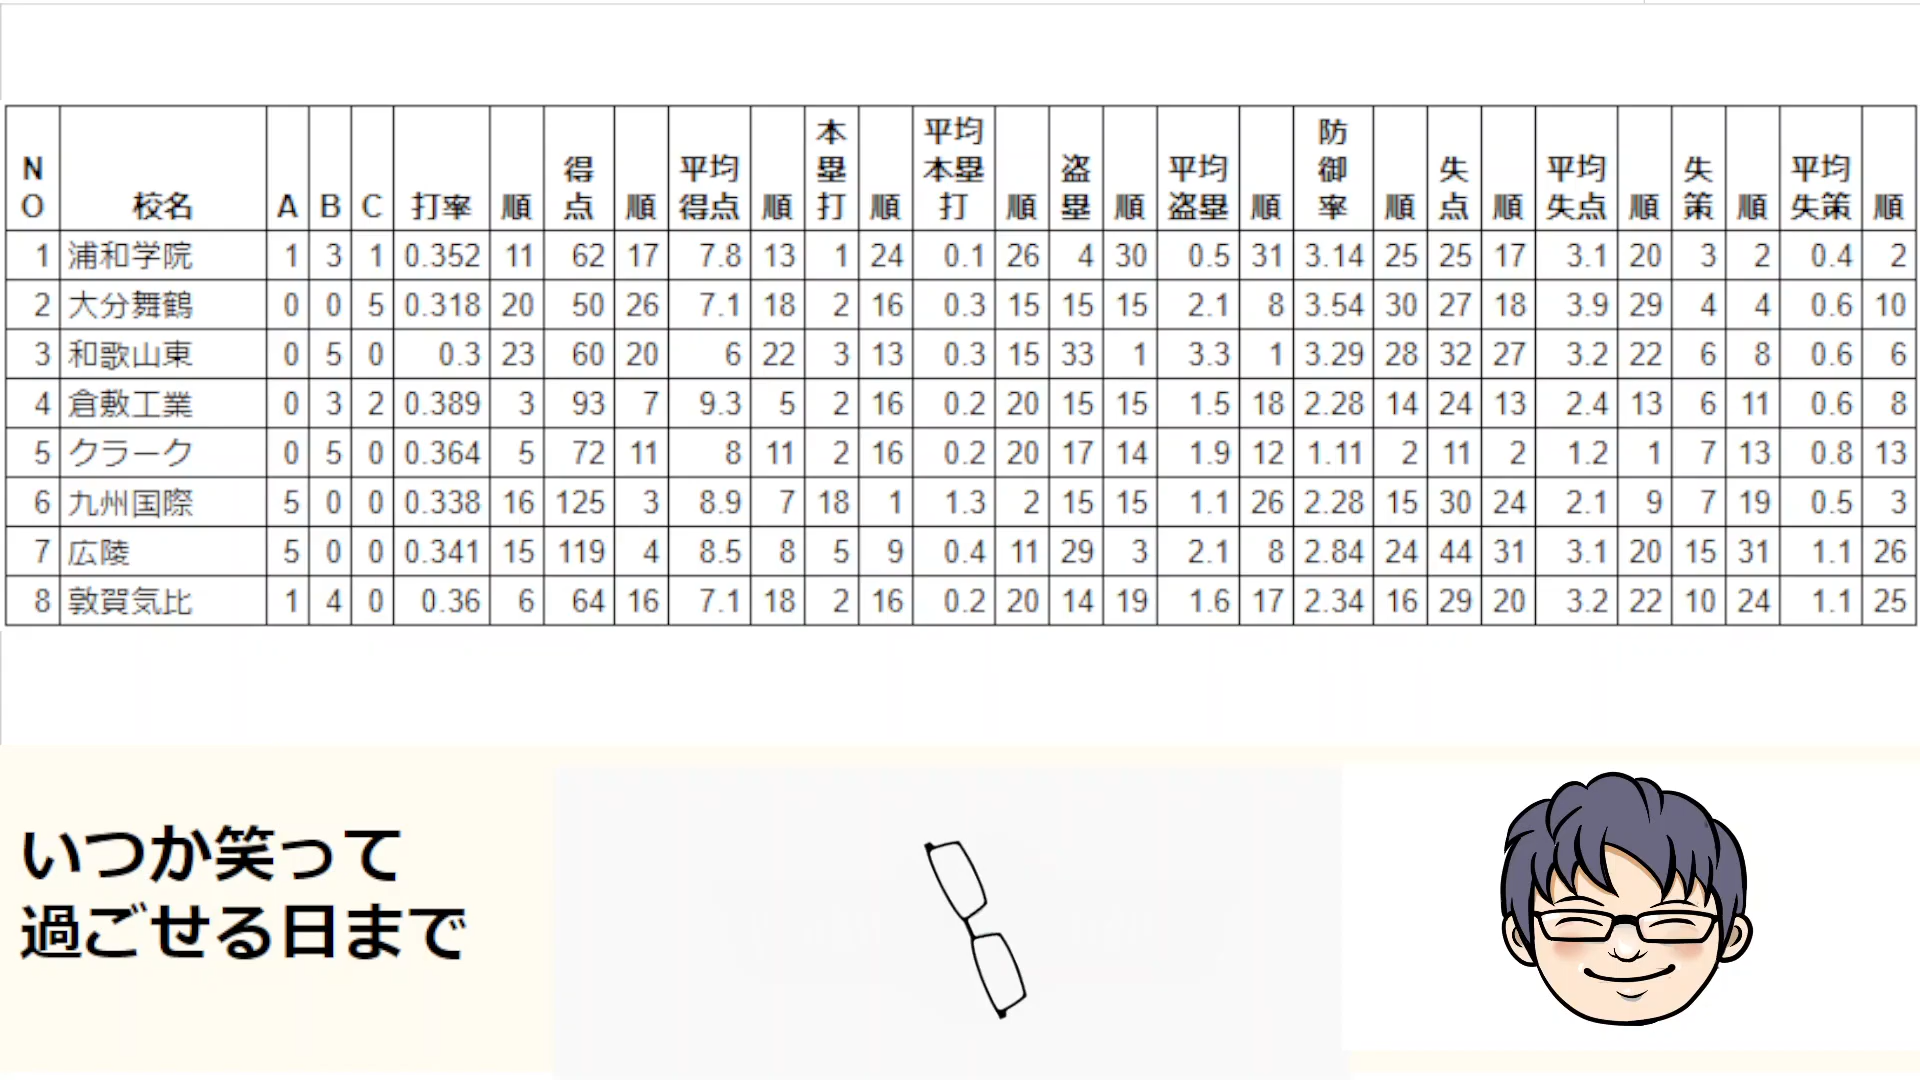 NO 校名 A B C 打率 順 得点 順 平均得点 順 本塁打 順 平均本塁打 順 盗塁 順 平均盗塁 順 防御率 順 失点 順 平均失点 順 失策 順 平均失策 順
1 浦和学院 1 3 1 0.352 11 62 17 7.8 13 1 24 0.1 26 4 30 0.5 31 3.14 25 25 17 3.1 20 3 2 0.4 2
2 大分舞鶴 0 0 5 0.318 20 50 26 7.1 18 2 16 0.3 15 15 15 2.1 8 3.54 30 27 18 3.9 29 4 4 0.6 10
3 和歌山東 0 5 0 0.3 23 60 20 6 22 3 13 0.3 15 33 1 3.3 1 3.29 28 32 27 3.2 22 6 8 0.6 6
4 倉敷工業 0 3 2 0.389 3 93 7 9.3 5 2 16 0.2 20 15 15 1.5 18 2.28 14 24 13 2.4 13 6 11 0.6 8
5 クラーク 0 5 0 0.364 5 72 11 8 11 2 16 0.2 20 17 14 1.9 12 1.11 2 11 2 1.2 1 7 13 0.8 13
6 九州国際 5 0 0 0.338 16 125 3 8.9 7 18 1 1.3 2 15 15 1.1 26 2.28 15 30 24 2.1 9 7 19 0.5 3
7 広陵 5 0 0 0.341 15 119 4 8.5 8 5 9 0.4 11 29 3 2.1 8 2.84 24 44 31 3.1 20 15 31 1.1 26
8 敦賀気比 1 4 0 0.36 6 64 16 7.1 18 2 16 0.2 20 14 19 1.6 17 2.34 16 29 20 3.2 22 10 24 1.1 25
いつか笑って
過ごせる日まで